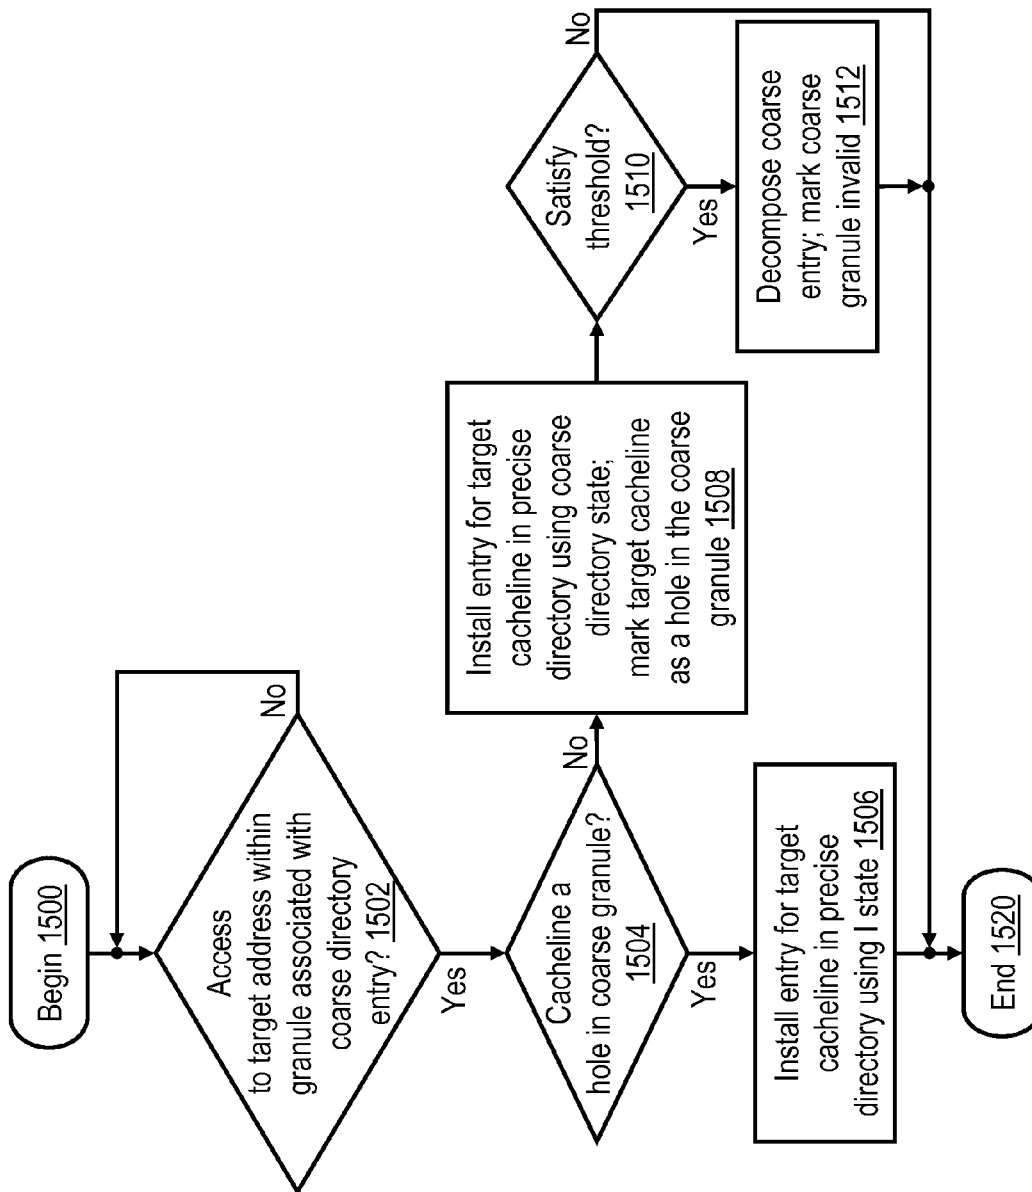 Begin 1500
Access
to target address within
granule associated with
coarse directory
entry? 1502
No
Yes
Cacheline a
hole in coarse granule?
1504
No
Yes
Install entry for target
cacheline in precise
directory using I state 1506
Install entry for target
cacheline in precise
directory using coarse
directory state;
mark target cacheline
as a hole in the coarse
granule 1508
Satisfy
threshold?
1510
No
Yes
Decompose coarse
entry; mark coarse
granule invalid 1512
End 1520